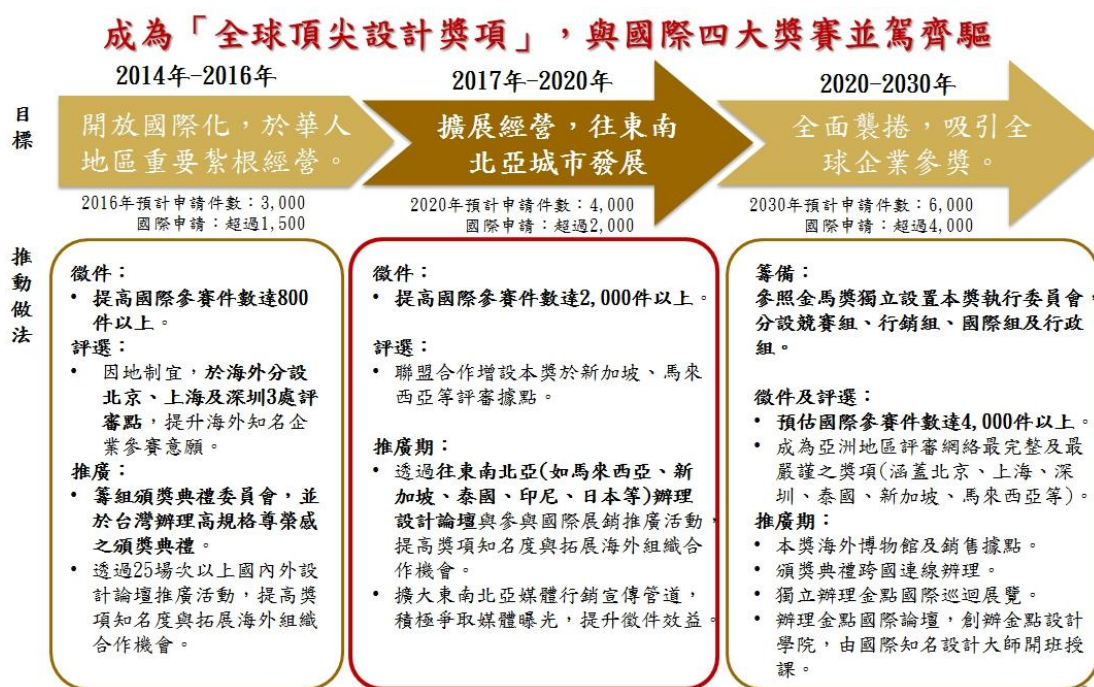 成為「全球頂尖設計獎項」，與國際四大獎賽並駕齊驅
目標
2014年-2016年
開放國際化，於華人
地區重要紮根經營。
2016年預計申請件數：3,000
國際申請：超過1,500
2017年-2020年
擴展經營，往東南
北亞城市發展
2020年預計申請件數：4,000
國際申請：超過2,000
2020-2030年
全面襲捲，吸引全
球企業參獎。
2030年預計申請件數：6,000
國際申請：超過4,000
推動做法
徵件：
• 提高國際參賽件數達800
件以上。
評選：
• 因地制宜，於海外分設
北京、上海及深圳3處評
審點，提升海外知名企
業參賽意願。
推廣：
• 籌組頒獎典禮委員會，並
於台灣辦理高規格尊榮感
之頒獎典禮。
• 透過25場次以上國內外設
計論壇推廣活動，提高獎
項知名度與拓展海外組織
合作機會。
徵件：
• 提高國際參賽件數達2,000件以上。
評選：
• 聯盟合作增設本獎於新加坡、馬來
西亞等評審據點。
推廣期：
• 透過往東南北亞(如馬來西亞、新
加坡、泰國、印尼、日本等)辦理
設計論壇與參與國際展銷推廣活動，
提高獎項知名度與拓展海外組織合
作機會。
• 擴大東南北亞媒體行銷宣傳管道，
積極爭取媒體曝光，提升徵件效益。
籌備：
參照金馬獎獨立設置本獎執行委員會，
分設競賽組、行銷組、國際組及行政
組。
徵件及評選：
• 預估國際參賽件數達4,000件以上。
• 成為亞洲地區評審網絡最完整及最
嚴謹之獎項(涵蓋北京、上海、深
圳、泰國、新加坡、馬來西亞等)。
推廣期：
• 本獎海外博物館及銷售據點。
• 頒獎典禮跨國連線辦理。
• 獨立辦理金點國際巡迴展覽。
• 辦理金點國際論壇，創辦金點設計
學院，由國際知名設計大師開班授
課。